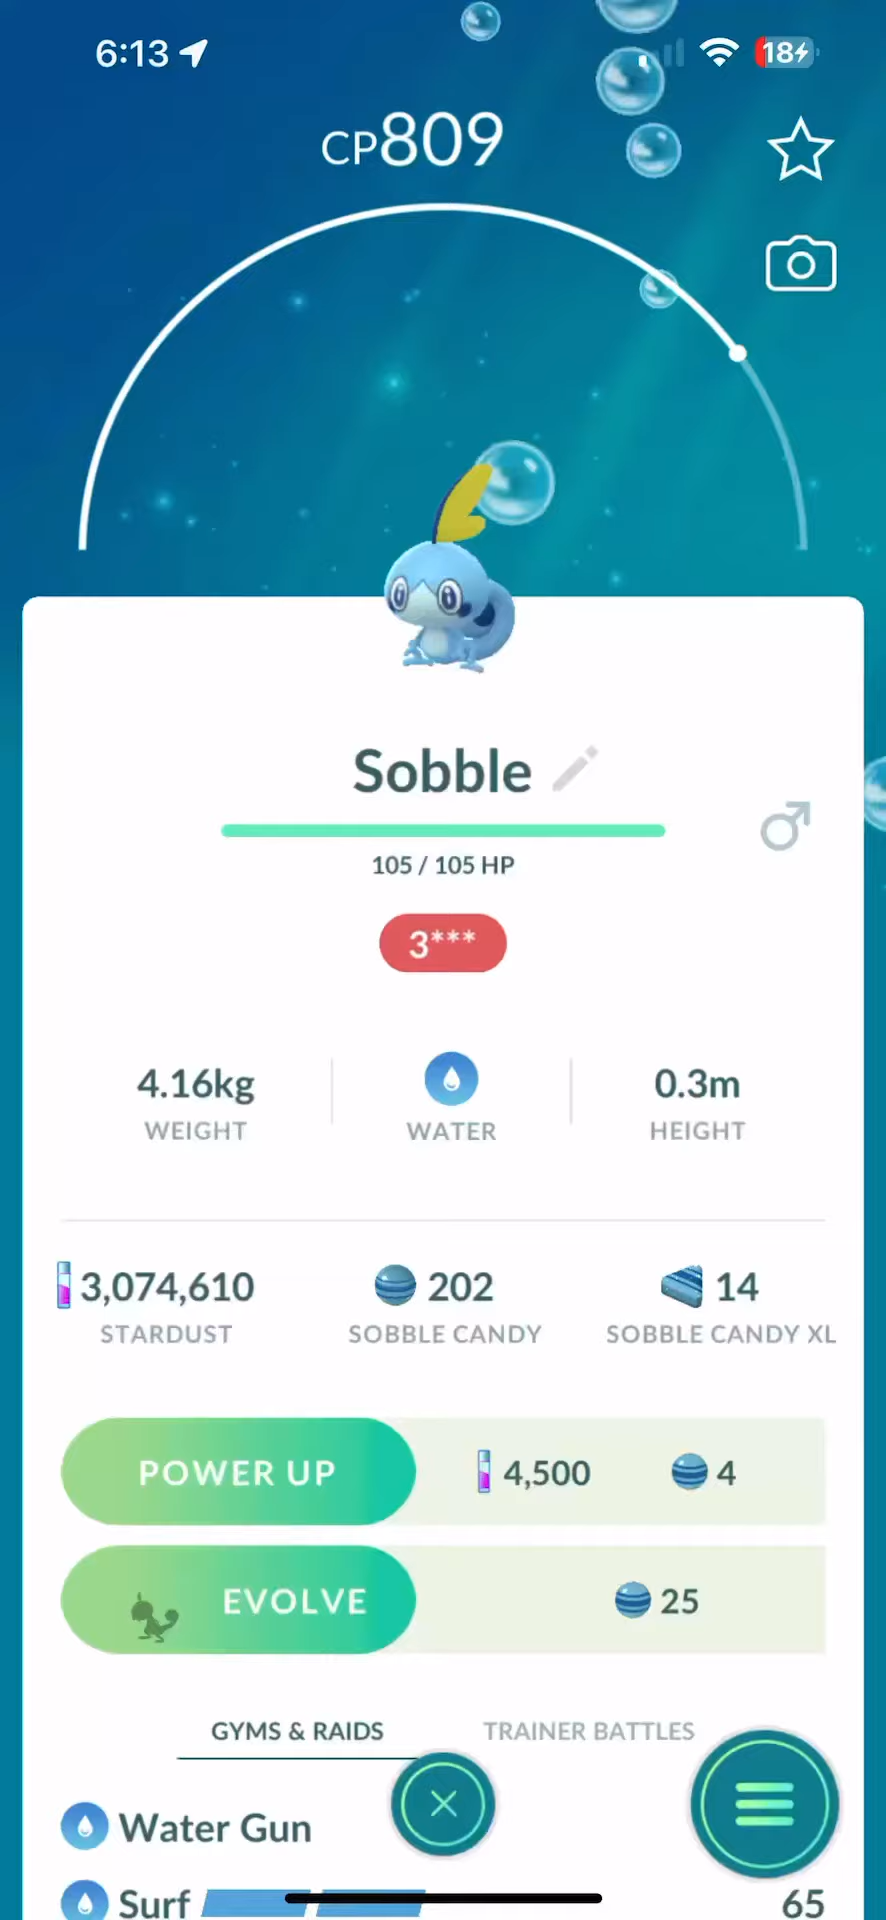 6:13
18
CP809
Sobble
105 / 105 HP
3***
4.16kg
WEIGHT
WATER
0.3m
HEIGHT
3,074,610
STARDUST
202
SOBBLE CANDY
14
SOBBLE CANDY XL
POWER UP 4,500 4
EVOLVE 25
GYMS & RAIDS TRAINER BATTLES
Water Gun
Surf 65